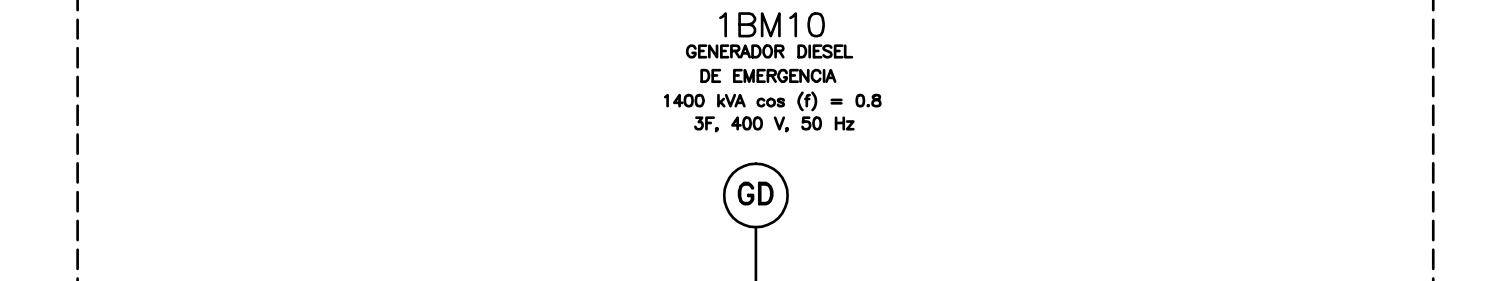 1BM10
GENERADOR DIESEL
DE EMERGENCIA
1400 kVA cos (f) = 0.8
3F, 400 V, 50 Hz
GD